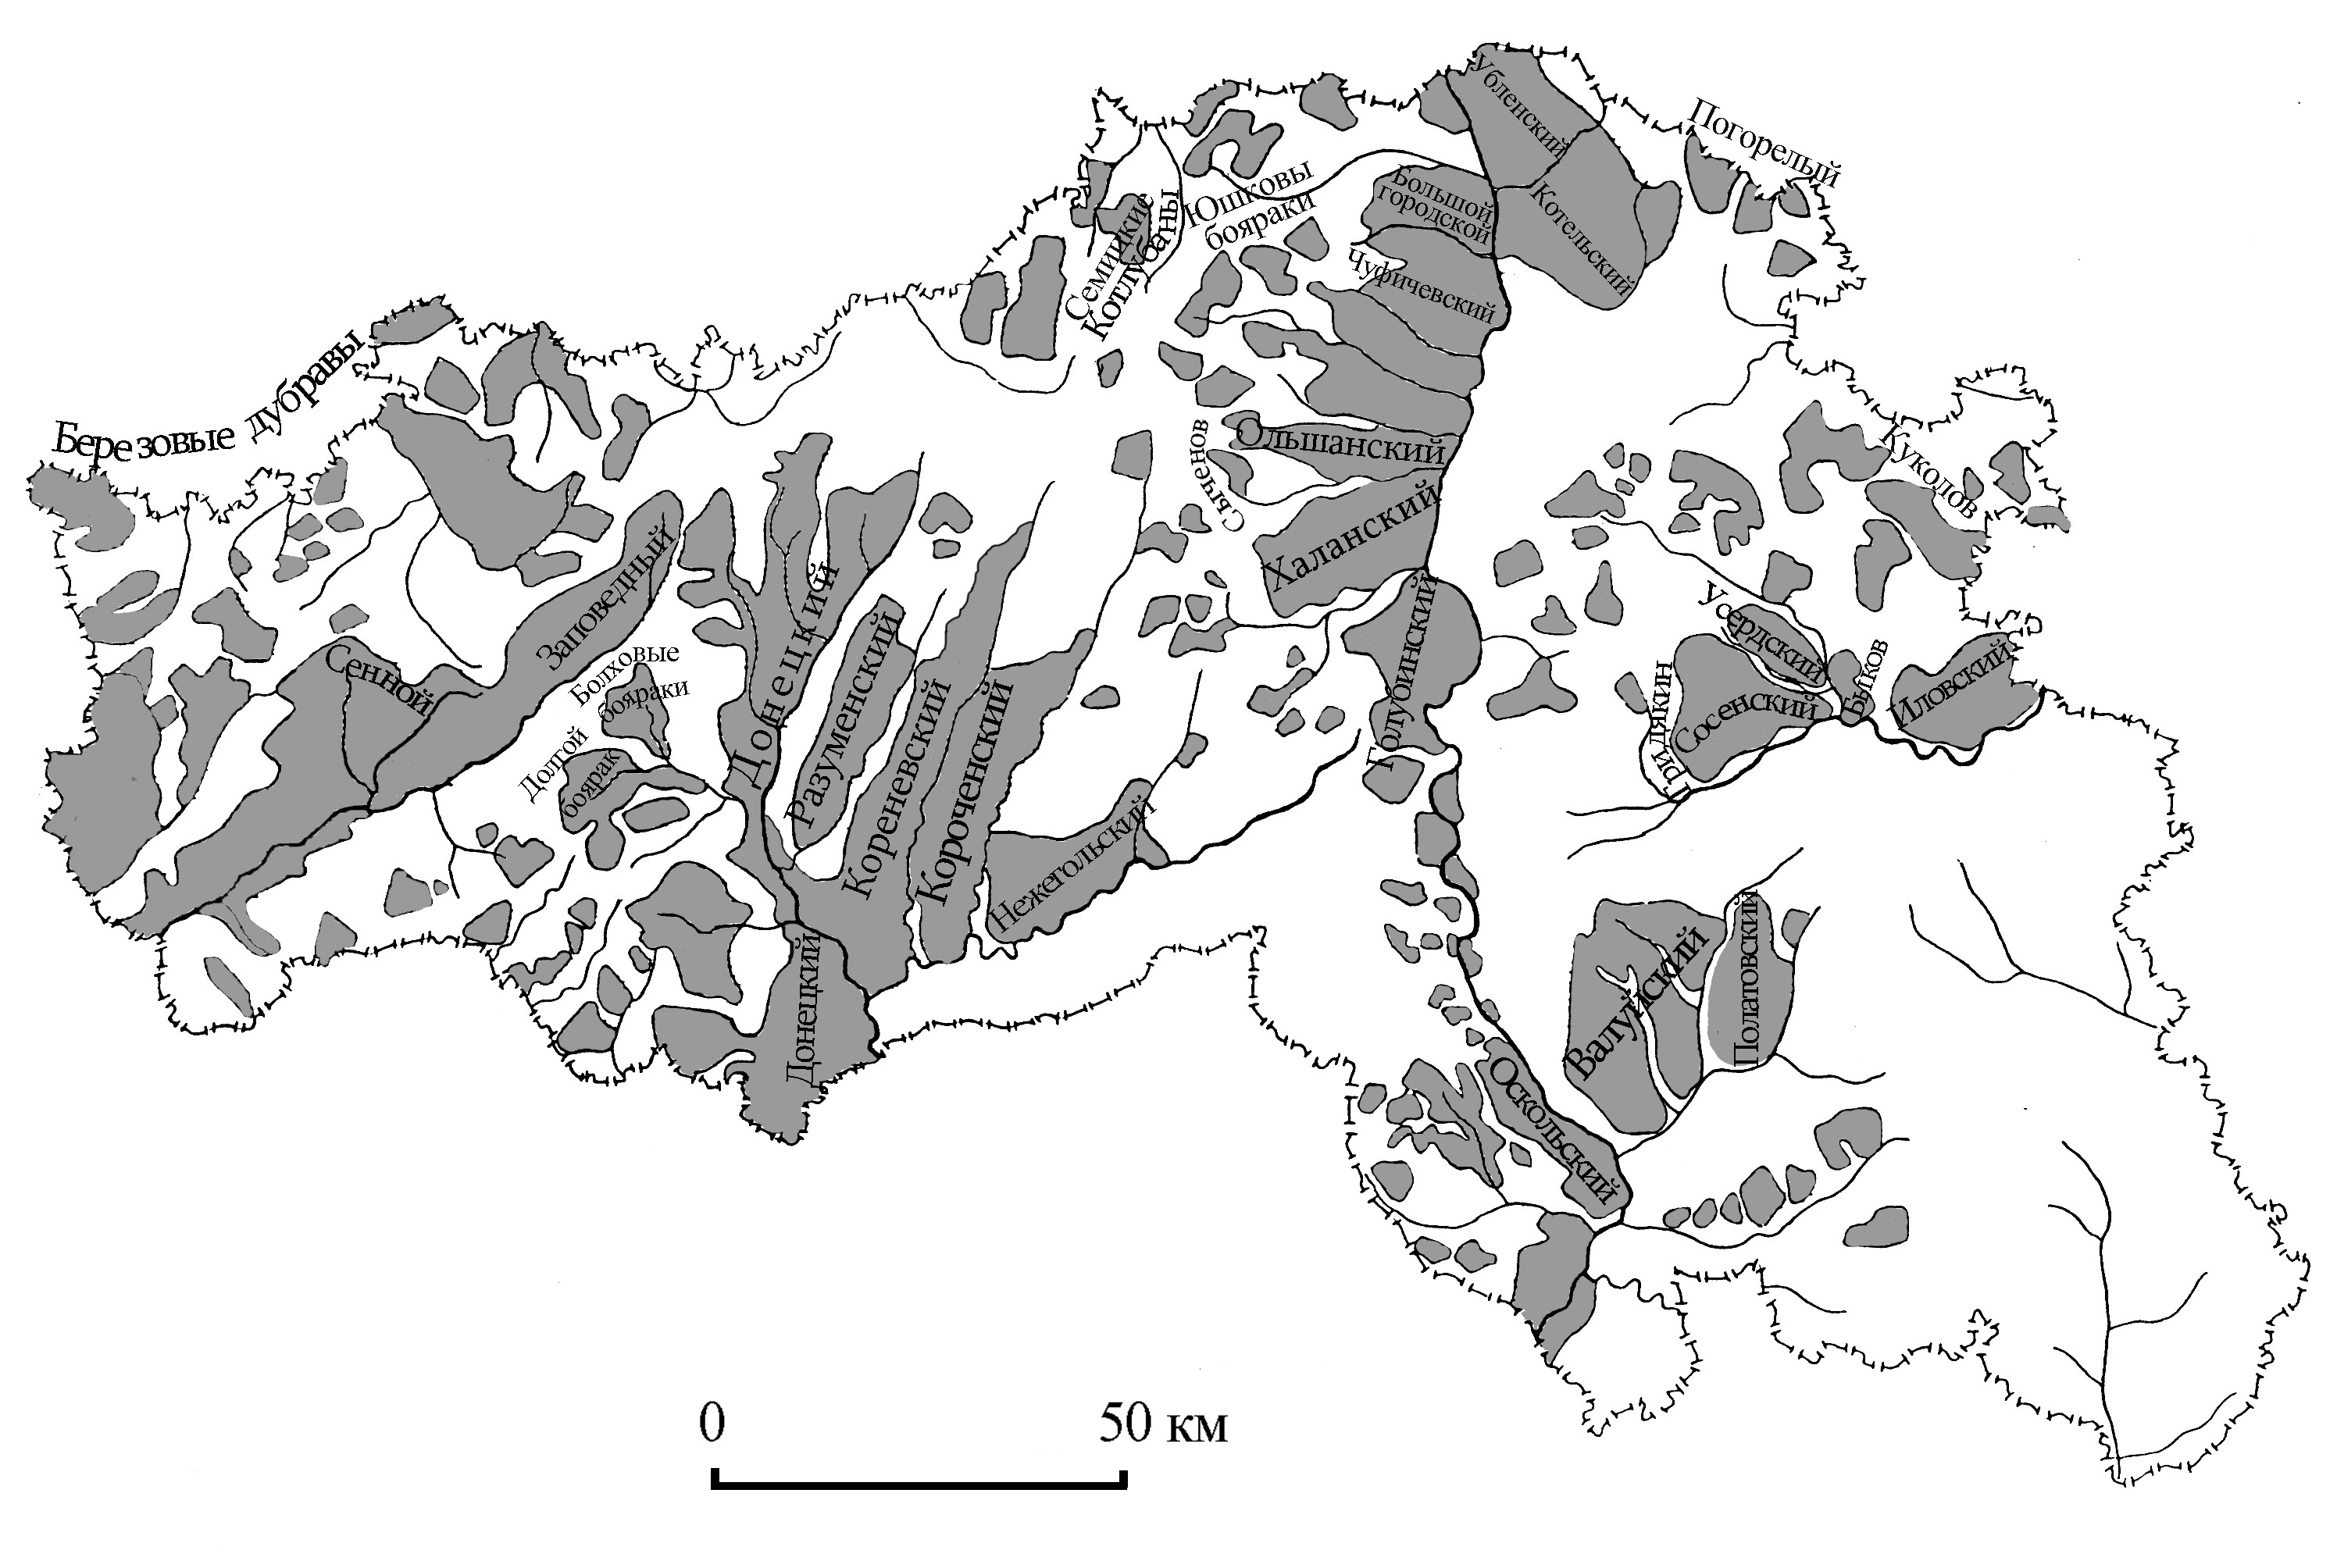 Убленский
Погорелый
Большой
городской
Котельский
Юшковы
бояраки
Семицкие
Котлубаны
Чуфичевский
Березовые дубравы
Ольшанский
Сыченов
Куколов
Халанский
Заповедный
Донецкий
Усердский
Голубинский
Сенной
Болховые
бояраки
Разуменский
Быков
Иловский
Гридякин
Сосенский
Долгой
боярак
Кореневский
Короченский
Нежегольский
Донецкий
Валуйский
Полатовский
Оскольский
0 50 км